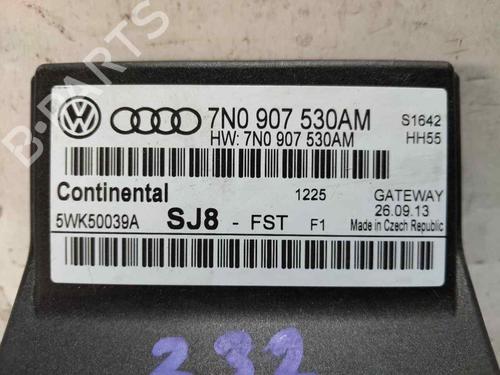 7N0 907 530AM
HW: 7N0 907 530AM
S1642
HH55
Continental
1225
GATEWAY
5WK50039A
SJ8 - FST F1
26.09.13
Made in Czech Republic
282
B-PARTS